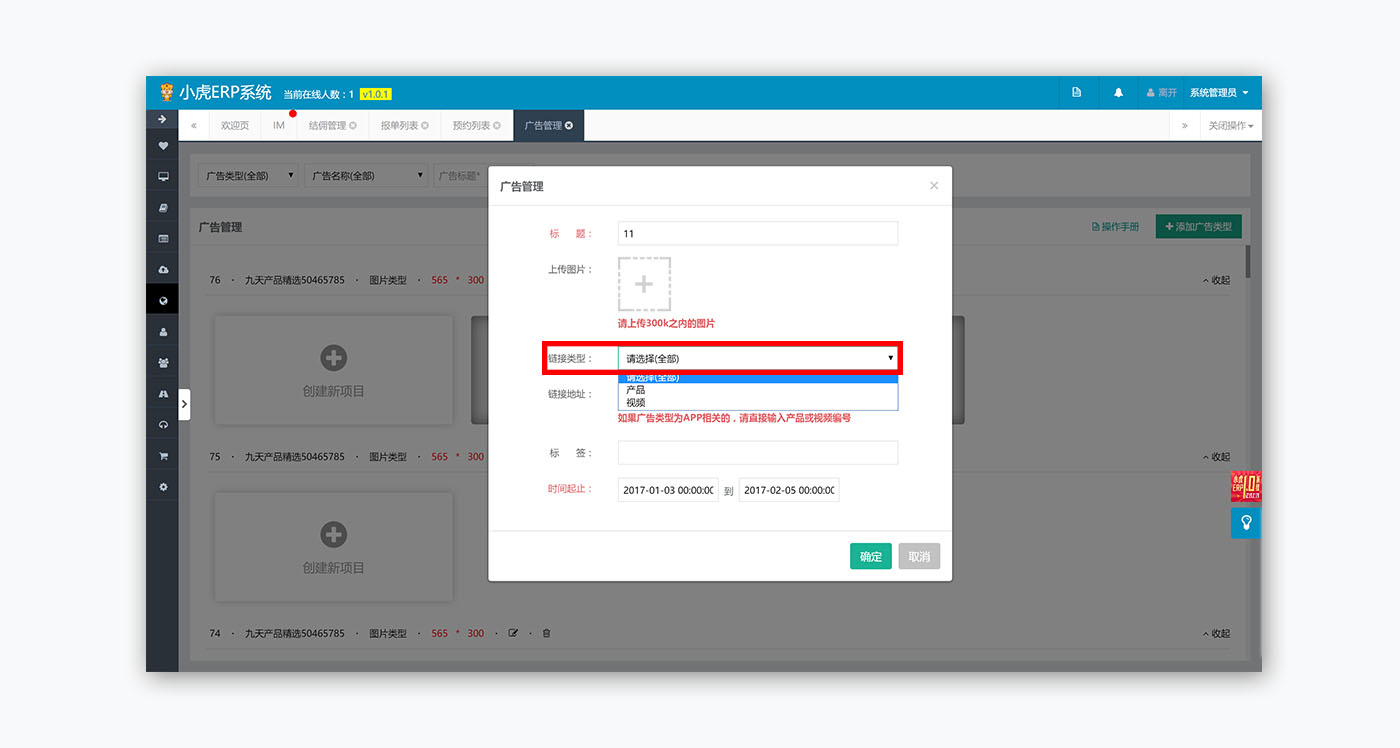 小虎ERP系统 当前在线人数：1 v1.0.1 离开 系统管理员
« 欢迎页 IM 结佣管理 报单列表 预约列表 广告管理 » 关闭操作
广告类型(全部) 广告名称(全部) 广告标题*
广告管理
操作手册 添加广告类型
76 · 九天产品精选50465785 · 图片类型 · 565 * 300
收起
创建新项目
75 · 九天产品精选50465785 · 图片类型 · 565 * 300
收起
创建新项目
74 · 九天产品精选50465785 · 图片类型 · 565 * 300 · ·
收起
广告管理 ×
标 题： 11
上传图片：
请上传300k之内的图片
链接类型： 请选择(全部)
请选择(全部)
产品
链接地址：
视频
如果广告类型为APP相关的，请直接输入产品或视频编号
标 签：
时间起止： 2017-01-03 00:00:00 到 2017-02-05 00:00:00
确定 取消
小虎
ERP 1.0